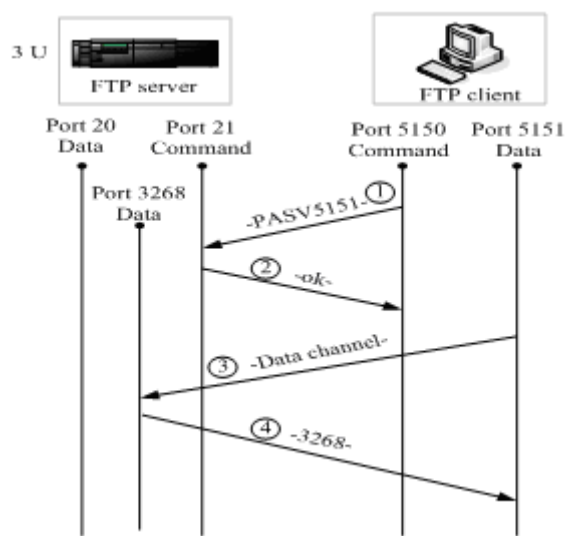 3 U
FTP server
FTP client
Port 20
Data
Port 21
Command
Port 5150
Command
Port 5151
Data
Port 3268
Data
1
-PASV5151-
2
-ok-
3
-Data channel-
4
-3268-